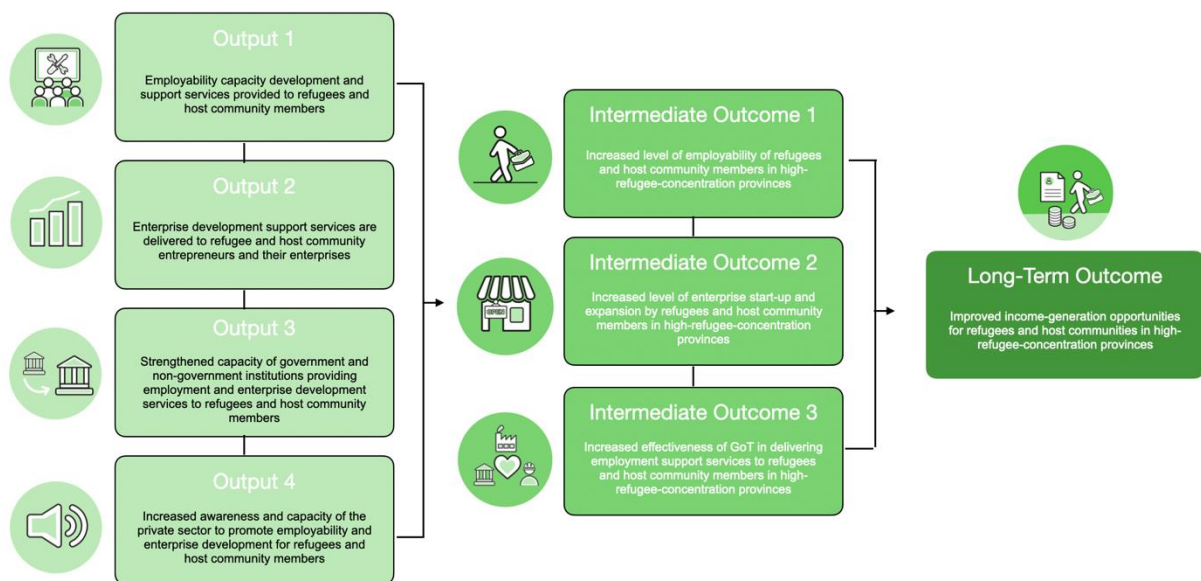 Output 1
Employability capacity development and
support services provided to refugees and
host community members
Output 2
Enterprise development support services are
delivered to refugee and host community
entrepreneurs and their enterprises
Output 3
Strengthened capacity of government and
non-government institutions providing
employment and enterprise development
services to refugees and host community
members
Output 4
Increased awareness and capacity of the
private sector to promote employability and
enterprise development for refugees and
host community members
Intermediate Outcome 1
Increased level of employability of refugees
and host community members in high-
refugee-concentration provinces
OPEN
Intermediate Outcome 2
Increased level of enterprise start-up and
expansion by refugees and host community
members in high-refugee-concentration
provinces
Intermediate Outcome 3
Increased effectiveness of GoT in delivering
employment support services to refugees
and host community members in high-
refugee-concentration provinces
Long-Term Outcome
Improved income-generation opportunities
for refugees and host communities in high-
refugee-concentration provinces